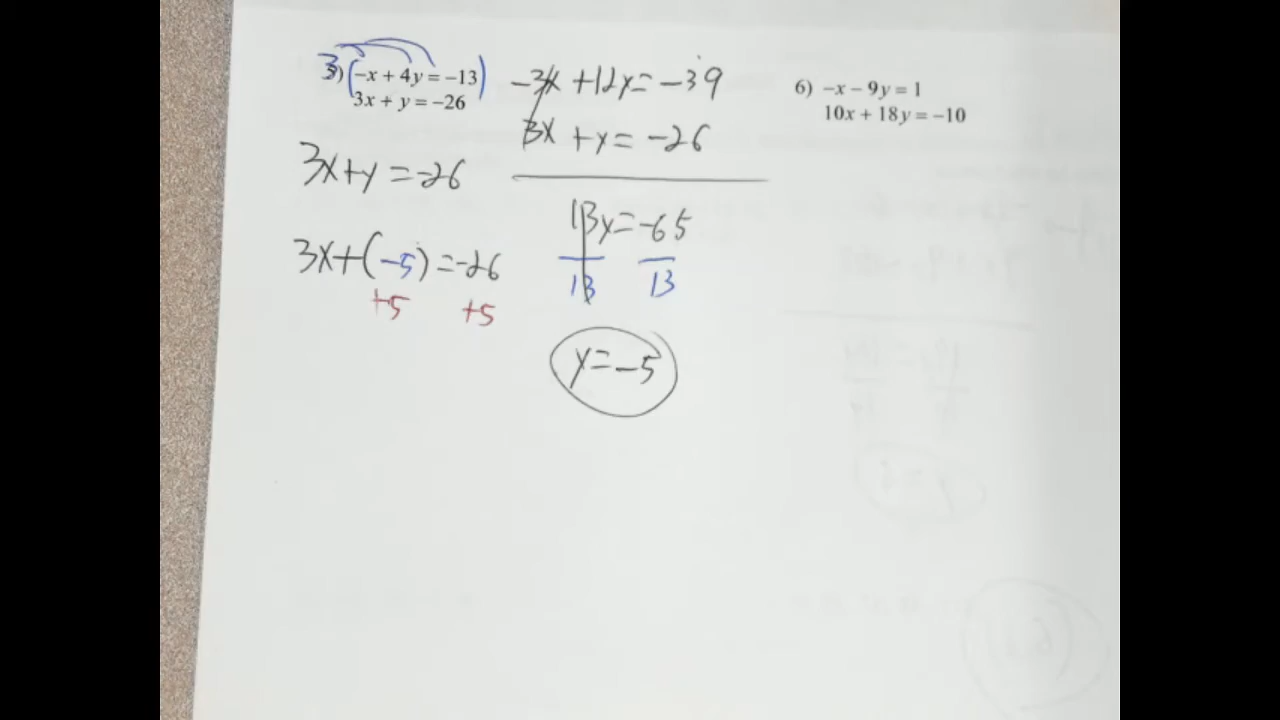 3(-x + 4y = -13)
3x + y = -26
3x+y=-26
3x+(-5)=-26
+5 +5
-3x +12y=-39
3x +y= -26
13y=-65
13 13
y=-5
6) -x - 9y = 1
10x + 18y = -10